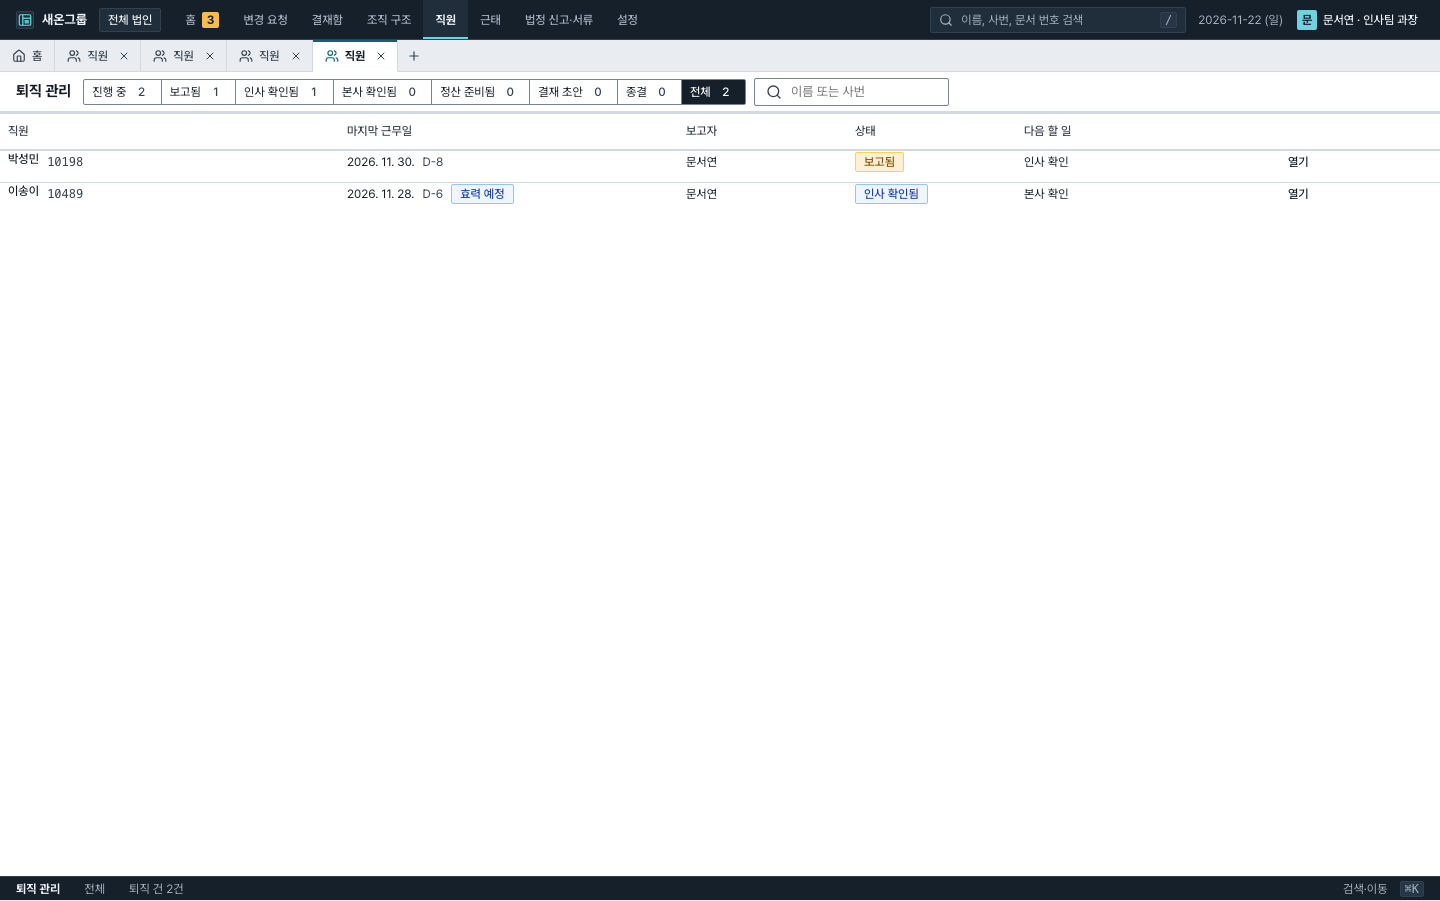 새온그룹 전체 법인 홈 3 변경 요청 결재함 조직 구조 직원 근태 법정 신고·서류 설정 이름, 사번, 문서 번호 검색 / 2026-11-22 (일) 문 문서연 · 인사팀 과장
홈 직원 직원 직원 직원
퇴직 관리 진행 중 2 보고됨 1 인사 확인됨 1 본사 확인됨 0 정산 준비됨 0 결재 초안 0 종결 0 전체 2 이름 또는 사번
직원 마지막 근무일 보고자 상태 다음 할 일
박성민 10198 2026. 11. 30. D-8 문서연 보고됨 인사 확인 열기
이송이 10489 2026. 11. 28. D-6 효력 예정 문서연 인사 확인됨 본사 확인 열기
퇴직 관리 전체 퇴직 건 2건 검색·이동 ⌘K